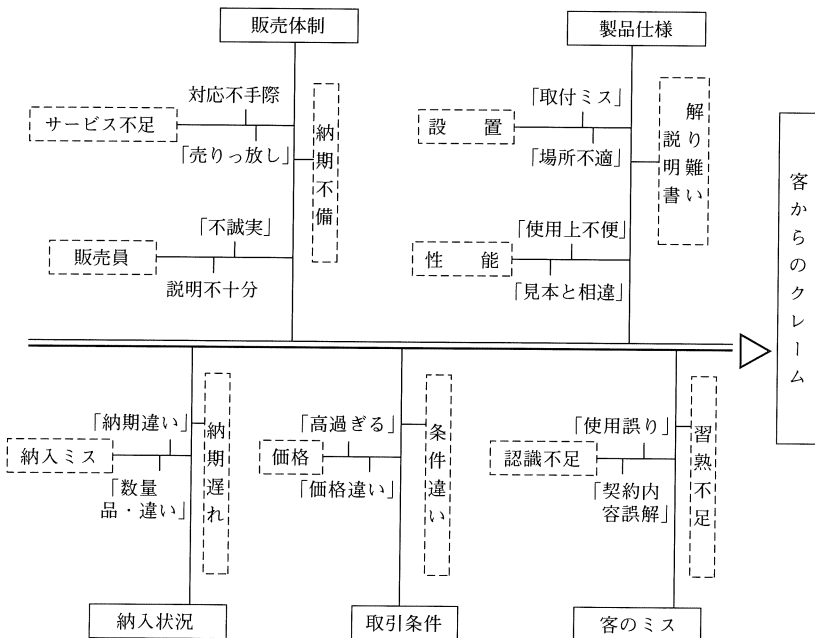 販売体制
製品仕様
対応不手際
サービス不足
「売りっ放し」
納期不備
「不誠実」
販売員
説明不十分
「取付ミス」
設　置
「場所不適」
解り難い
説明書
「使用上不便」
性　能
「見本と相違」
客からのクレーム
「納期違い」
納入ミス
「数量
品・違い」
納期遅れ
「高過ぎる」
価格
「価格違い」
条件違い
「使用誤り」
認識不足
「契約内
容誤解」
習熟不足
納入状況
取引条件
客のミス